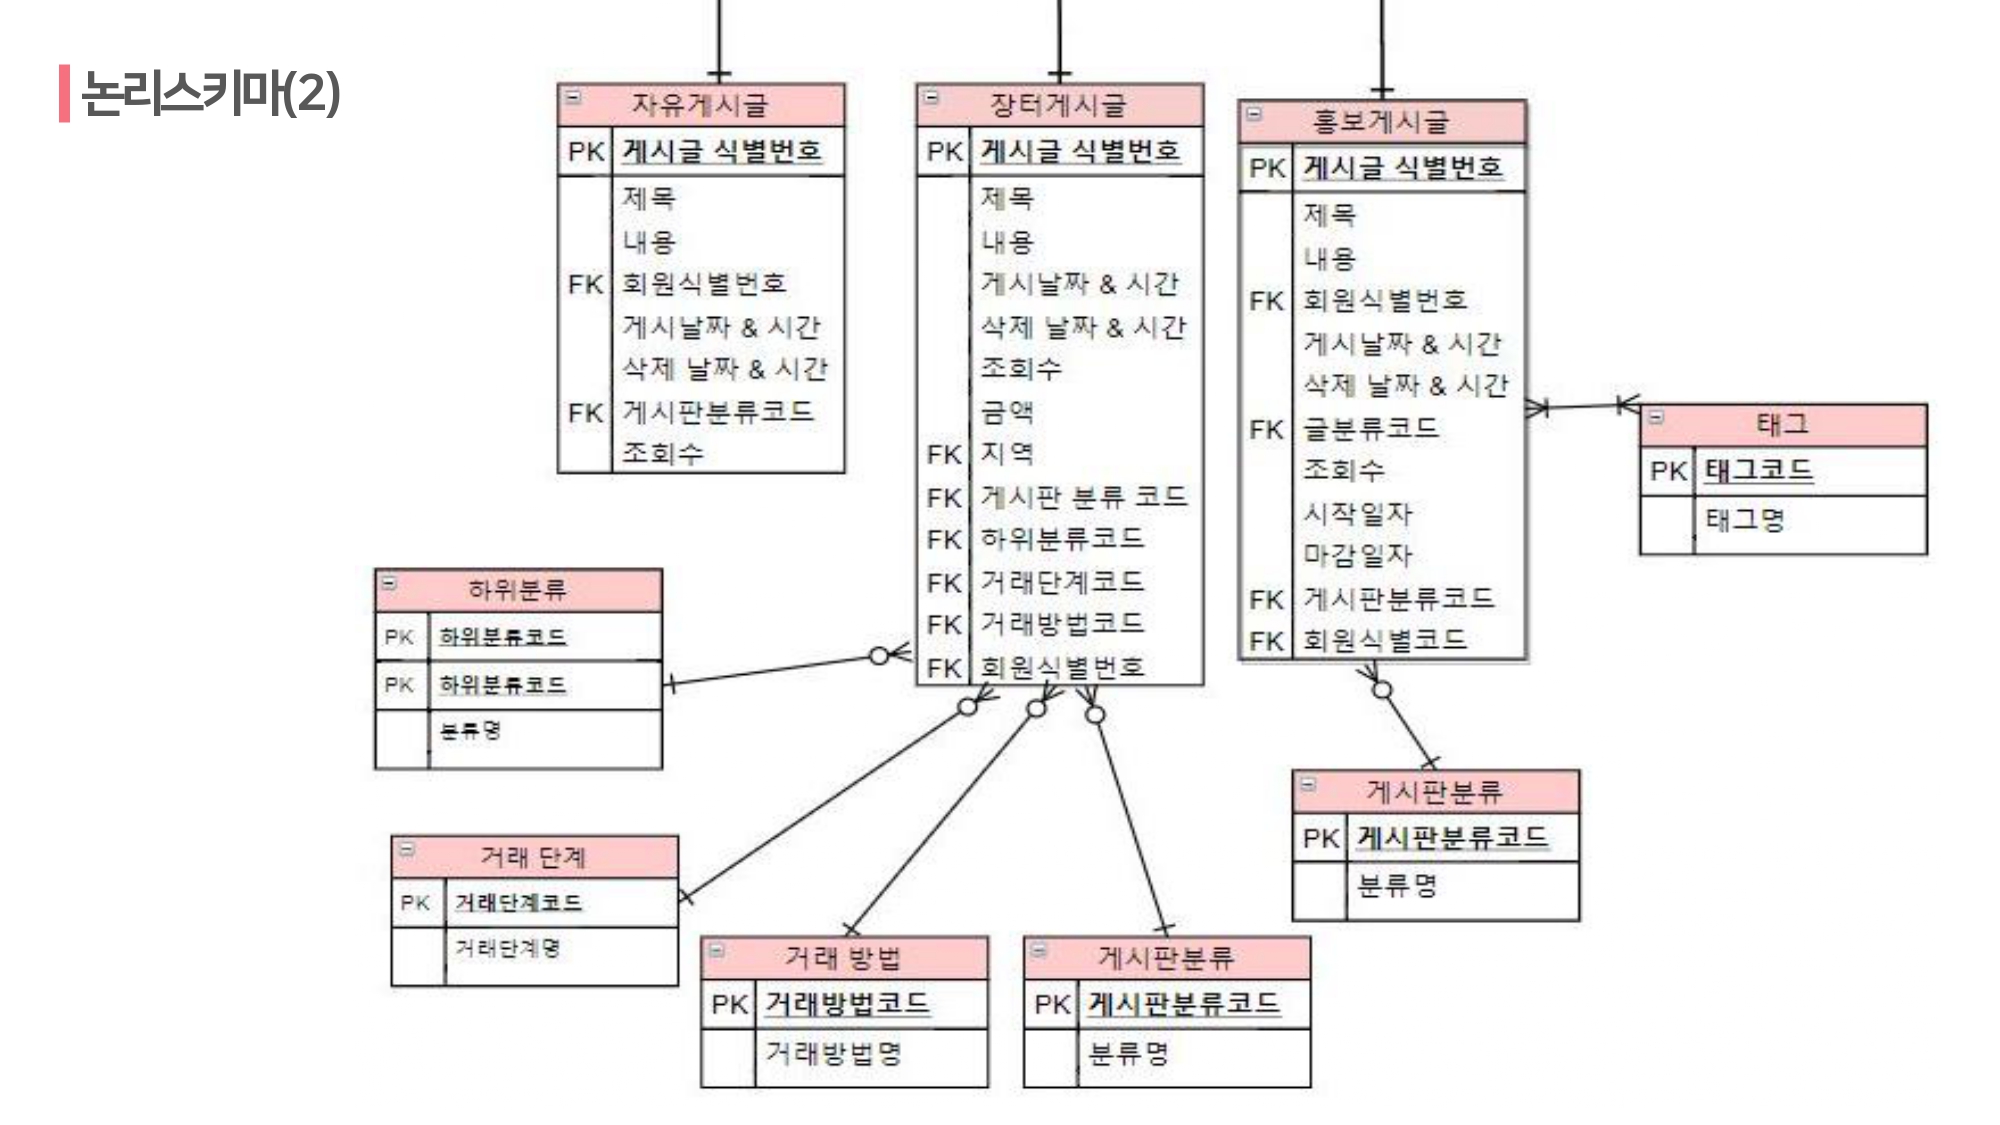 논리스키마(2)
자유게시글
PK 게시글 식별번호
제목
내용
FK 회원식별번호
게시날짜 & 시간
삭제 날짜 & 시간
FK 게시판분류코드
조회수
장터게시글
PK 게시글 식별번호
제목
내용
게시날짜 & 시간
삭제 날짜 & 시간
조회수
금액
FK 지역
FK 게시판 분류 코드
FK 하위분류코드
FK 거래단계코드
FK 거래방법코드
FK 회원식별번호
홍보게시글
PK 게시글 식별번호
제목
내용
FK 회원식별번호
게시날짜 & 시간
삭제 날짜 & 시간
FK 글분류코드
조회수
시작일자
마감일자
FK 게시판분류코드
FK 회원식별코드
태그
PK 태그코드
태그명
하위분류
PK 하위분류코드
PK 하위분류코드
분류명
거래 단계
PK 거래단계코드
거래단계명
거래 방법
PK 거래방법코드
거래방법명
게시판분류
PK 게시판분류코드
분류명
게시판분류
PK 게시판분류코드
분류명